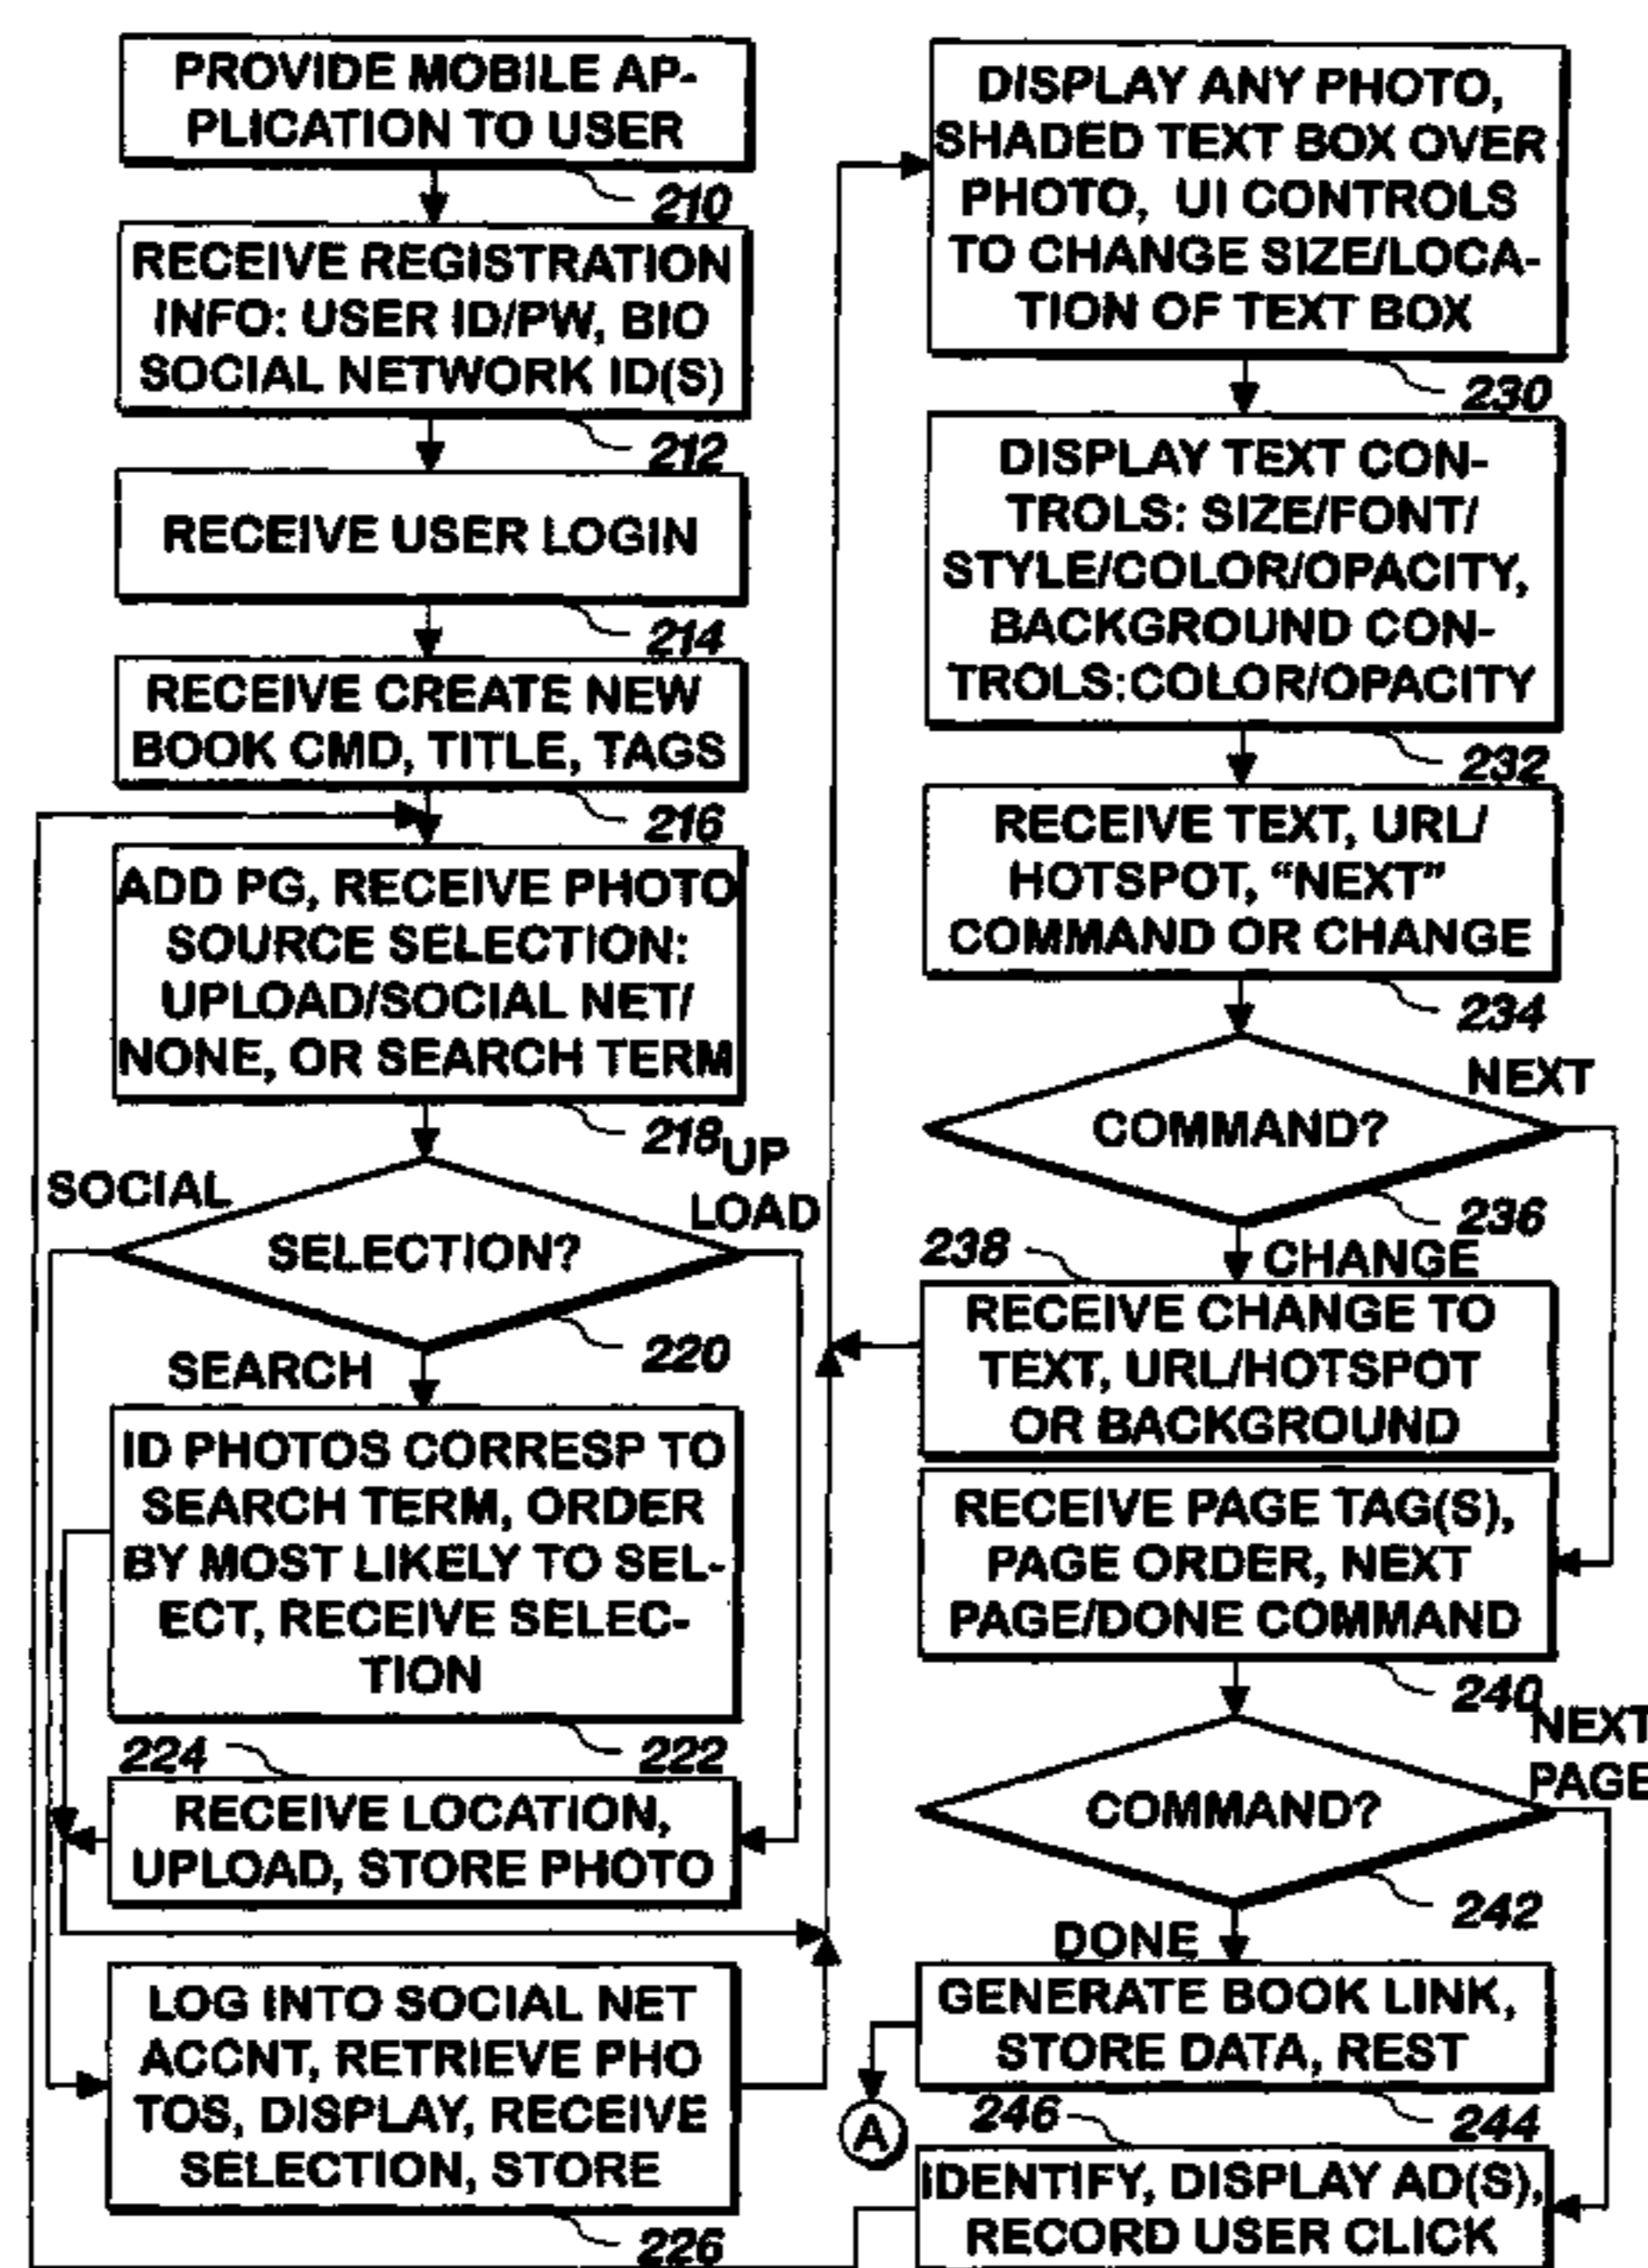 PROVIDE MOBILE AP-
PLICATION TO USER
210
RECEIVE REGISTRATION
INFO: USER ID/PW, BIO
SOCIAL NETWORK ID(S)
212
RECEIVE USER LOGIN
214
RECEIVE CREATE NEW
BOOK CMD, TITLE, TAGS
216
ADD PG, RECEIVE PHOTO
SOURCE SELECTION:
UPLOAD/SOCIAL NET/
NONE, OR SEARCH TERM
218
UP
LOAD
SOCIAL
SELECTION?
220
SEARCH
ID PHOTOS CORRESP TO
SEARCH TERM, ORDER
BY MOST LIKELY TO SEL-
ECT, RECEIVE SELEC-
TION
222
224
RECEIVE LOCATION,
UPLOAD, STORE PHOTO
LOG INTO SOCIAL NET
ACCNT, RETRIEVE PHO
TOS, DISPLAY, RECEIVE
SELECTION, STORE
226
DISPLAY ANY PHOTO,
SHADED TEXT BOX OVER
PHOTO, UI CONTROLS
TO CHANGE SIZE/LOCA-
TION OF TEXT BOX
230
DISPLAY TEXT CON-
TROLS: SIZE/FONT/
STYLE/COLOR/OPACITY,
BACKGROUND CON-
TROLS:COLOR/OPACITY
232
RECEIVE TEXT, URL/
HOTSPOT, “NEXT”
COMMAND OR CHANGE
234
NEXT
COMMAND?
236
CHANGE
238
RECEIVE CHANGE TO
TEXT, URL/HOTSPOT
OR BACKGROUND
RECEIVE PAGE TAG(S),
PAGE ORDER, NEXT
PAGE/DONE COMMAND
240
NEXT
PAGE
COMMAND?
242
DONE
GENERATE BOOK LINK,
STORE DATA, REST
244
A
246
IDENTIFY, DISPLAY AD(S),
RECORD USER CLICK